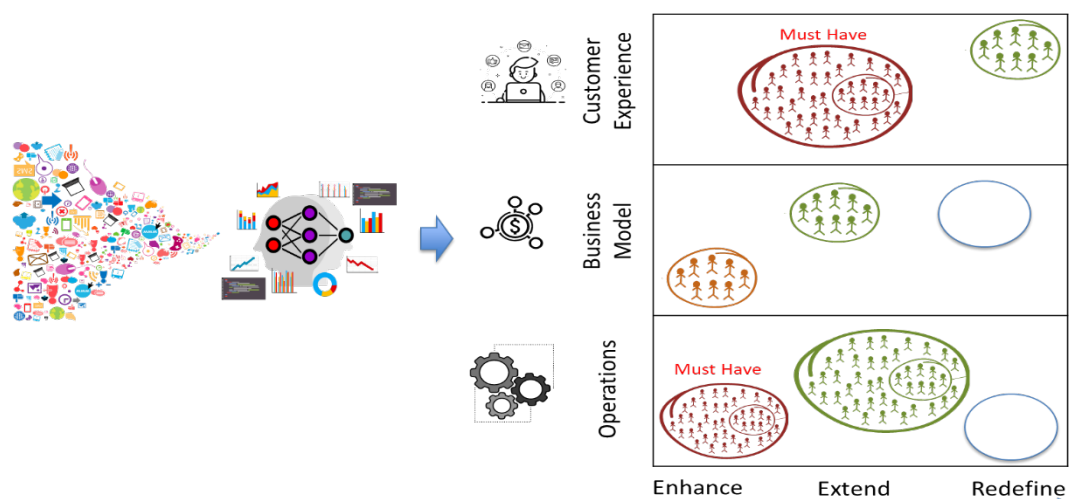 Must Have
Customer
Experience
Business
Model
$
Must Have
Operations
Enhance
Extend
Redefine